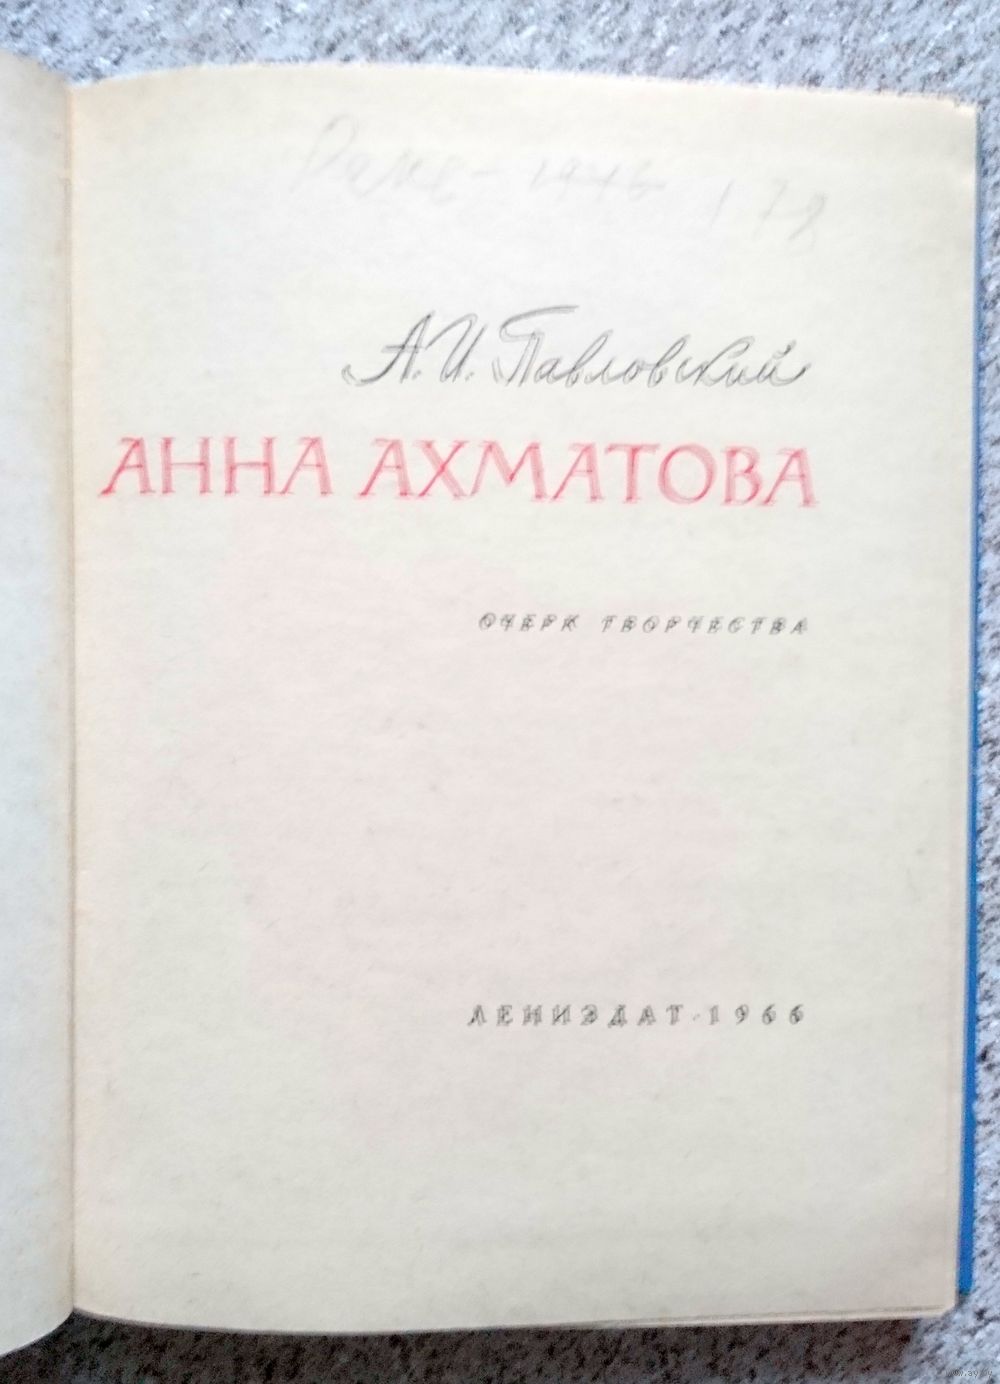 А. И. Павловский
АННА АХМАТОВА
ОЧЕРК ТВОРЧЕСТВА
ЛЕНИЗДАТ · 1966